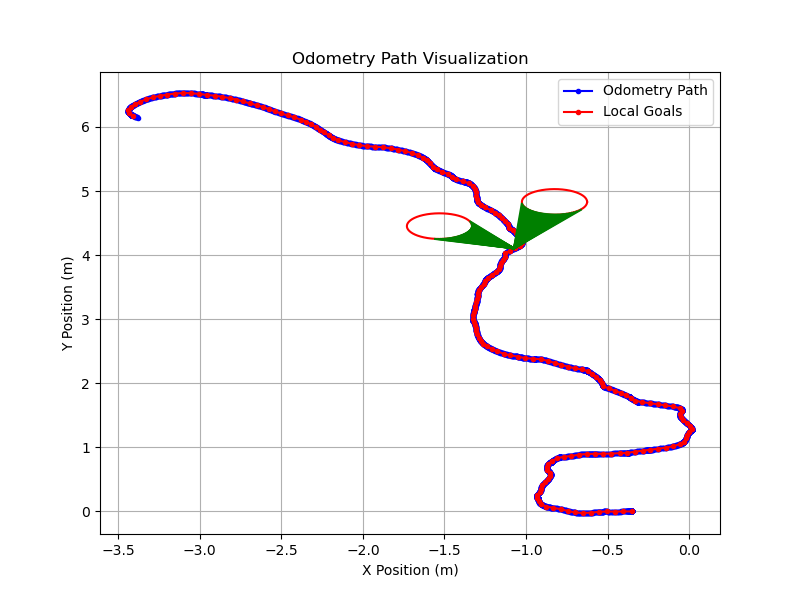 Odometry Path Visualization
Odometry Path
Local Goals
Y Position (m)
6
5
4
3
2
1
0
−3.5 −3.0 −2.5 −2.0 −1.5 −1.0 −0.5 0.0
X Position (m)